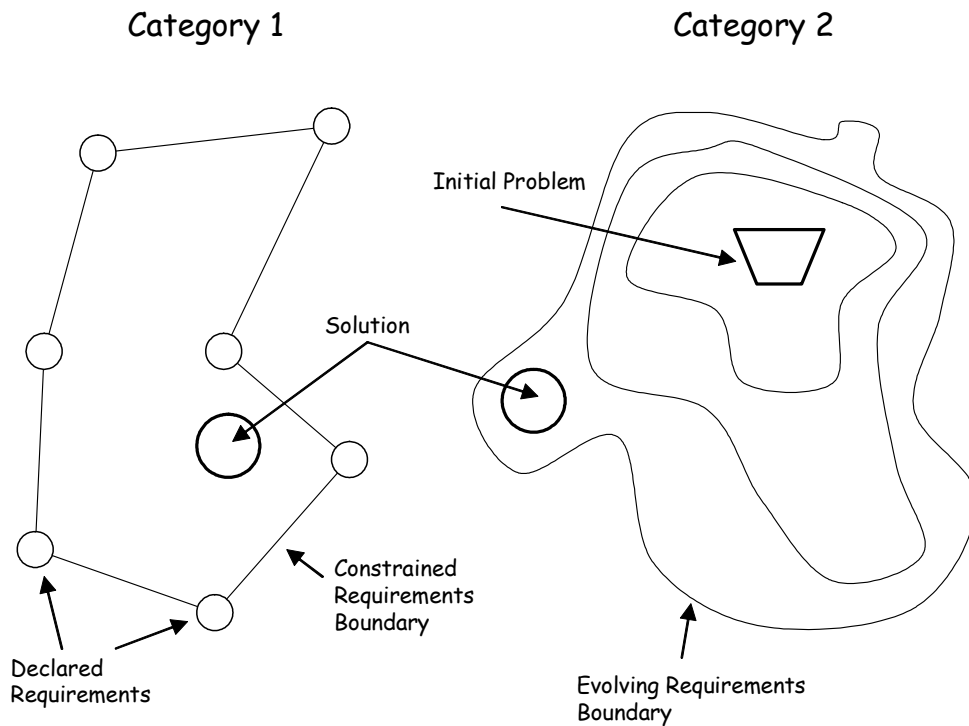 Category 1
Category 2
Initial Problem
Solution
Constrained
Requirements
Boundary
Declared
Requirements
Evolving Requirements
Boundary